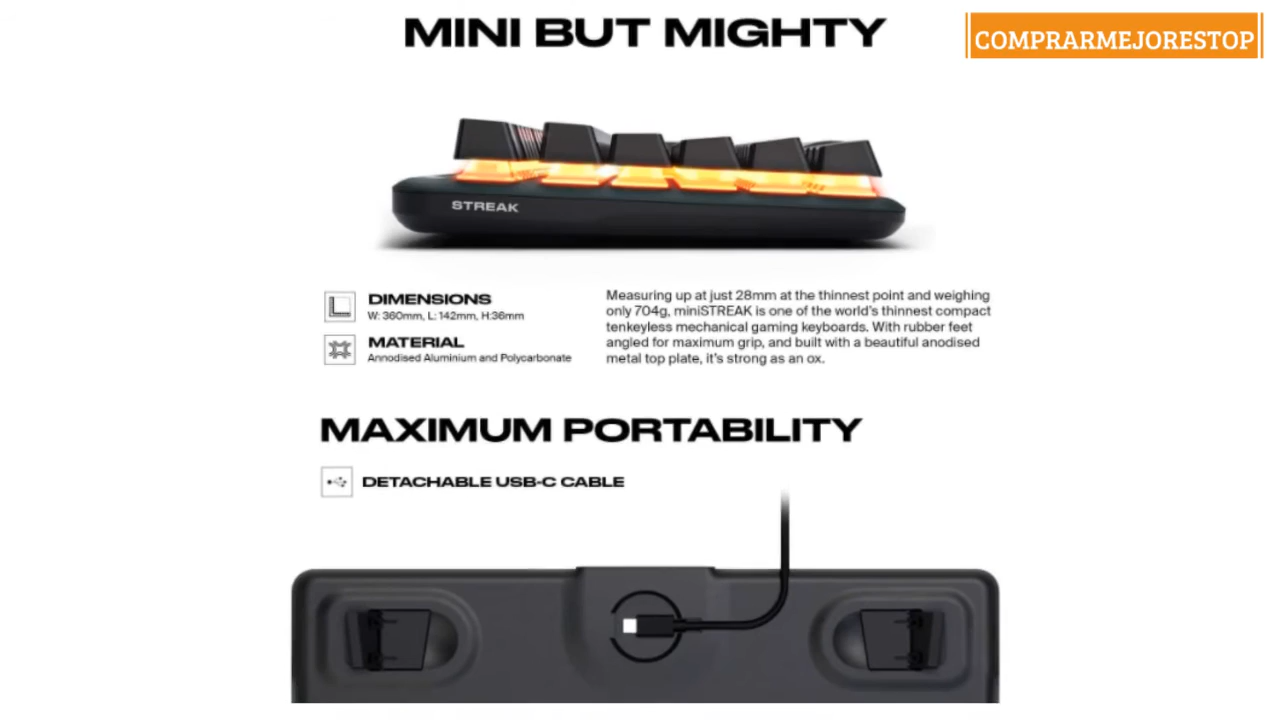 MINI BUT MIGHTY
COMPRARMEJORESTOP
STREAK
DIMENSIONS
W: 360mm, L: 142mm, H:36mm
MATERIAL
Annodised Aluminium and Polycarbonate
Measuring up at just 28mm at the thinnest point and weighing
only 704g, miniSTREAK is one of the world's thinnest compact
tenkeyless mechanical gaming keyboards. With rubber feet
angled for maximum grip, and built with a beautiful anodised
metal top plate, it's strong as an ox.
MAXIMUM PORTABILITY
DETACHABLE USB-C CABLE